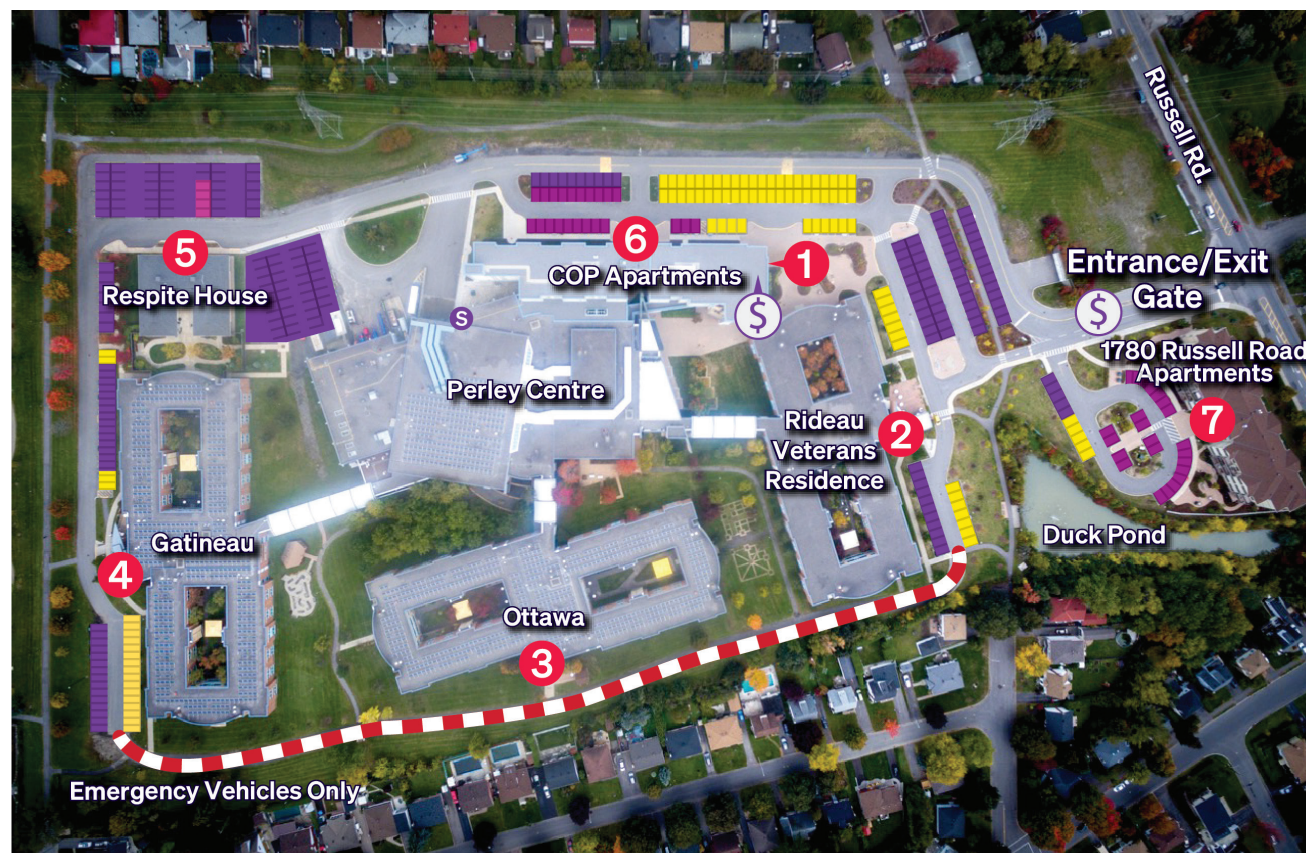 Russell Rd.
Entrance/Exit
Gate
$
5
6
1
COP Apartments
Respite House
$
S
1780 Russell Road
Apartments
7
Perley Centre
2
Rideau
Veterans
Residence
Duck Pond
Gatineau
4
Ottawa
3
Emergency Vehicles Only